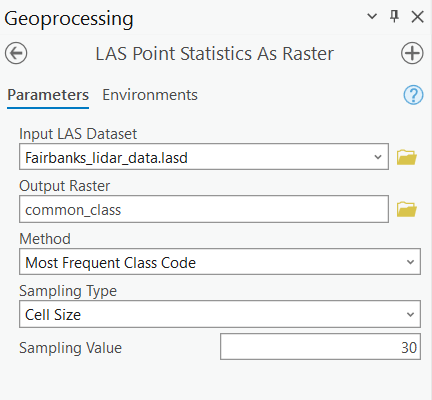 Geoprocessing
LAS Point Statistics As Raster
Parameters Environments
Input LAS Dataset
Fairbanks_lidar_data.lasd
Output Raster
common_class
Method
Most Frequent Class Code
Sampling Type
Cell Size
Sampling Value 30